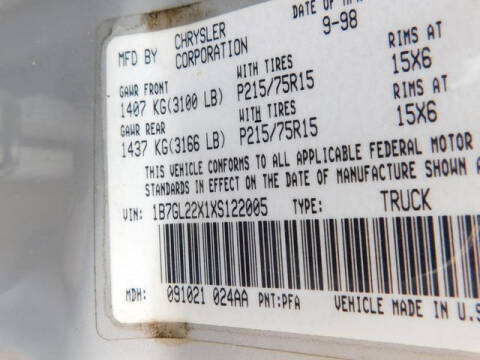 DATE OF
MFD BY CHRYSLER CORPORATION 9-98
GAWR FRONT WITH TIRES RIMS AT
1407 KG(3100 LB) P215/75R15 15X6
GAWR REAR WITH TIRES RIMS AT
1437 KG(3166 LB) P215/75R15 15X6
THIS VEHICLE CONFORMS TO ALL APPLICABLE FEDERAL MOTOR
STANDARDS IN EFFECT ON THE DATE OF MANUFACTURE SHOWN
VIN: 1B7GL22X1XS122005 TYPE: TRUCK
MDH: 091021 024AA PNT:PFA VEHICLE MADE IN U.S